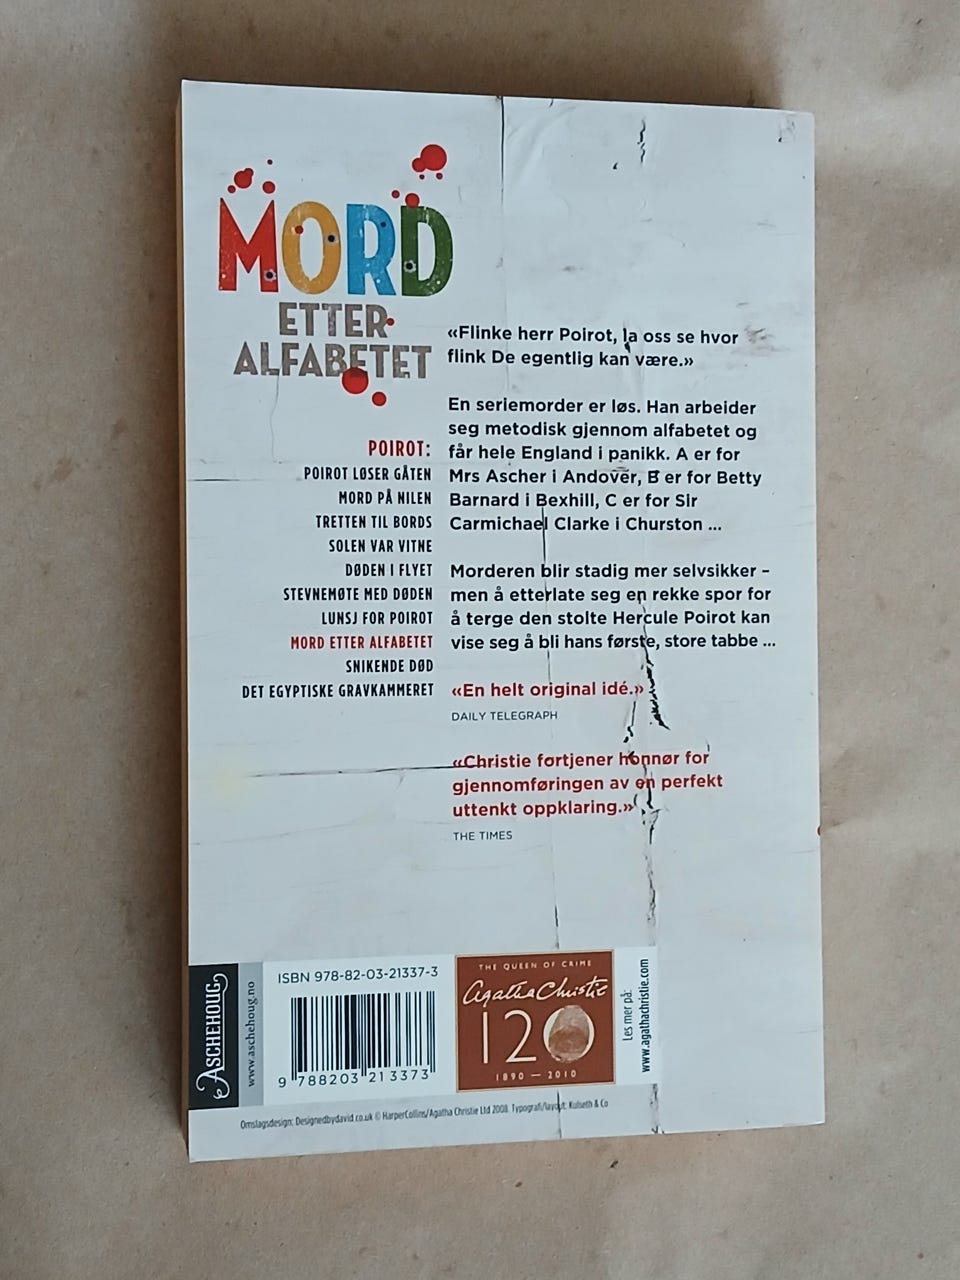 MORD
ETTER
ALFABETET
POIROT:
POIROT LØSER GÅTEN
MORD PÅ NILEN
TRETTEN TIL BORDS
SOLEN VAR VITNE
DØDEN I FLYET
STEVNEMØTE MED DØDEN
LUNSJ FOR POIROT
MORD ETTER ALFABETET
SNIKENDE DØD
DET EGYPTISKE GRAVKAMMERET
«Flinke herr Poirot, la oss se hvor
flink De egentlig kan være.»
En seriemorder er løs. Han arbeider
seg metodisk gjennom alfabetet og
får hele England i panikk. A er for
Mrs Ascher i Andover, B er for Betty
Barnard i Bexhill, C er for Sir
Carmichael Clarke i Churston ...
Morderen blir stadig mer selvsikker –
men å etterlate seg en rekke spor for
å terge den stolte Hercule Poirot kan
vise seg å bli hans første, store tabbe ...
«En helt original idé.»
DAILY TELEGRAPH
«Christie fortjener honnør for
gjennomføringen av en perfekt
uttenkt oppklaring.»
THE TIMES
ASCHEHOUG
www.aschehoug.no
ISBN 978-82-03-21337-3
9 788203 213373
THE QUEEN OF CRIME
Agatha Christie
120
1890 — 2010
Les mer på:
www.agathachristie.com
Omslagsdesign: Designedbydavid.co.uk © HarperCollins/Agatha Christie Ltd 2008. Typografi/layout: Kulseth & Co